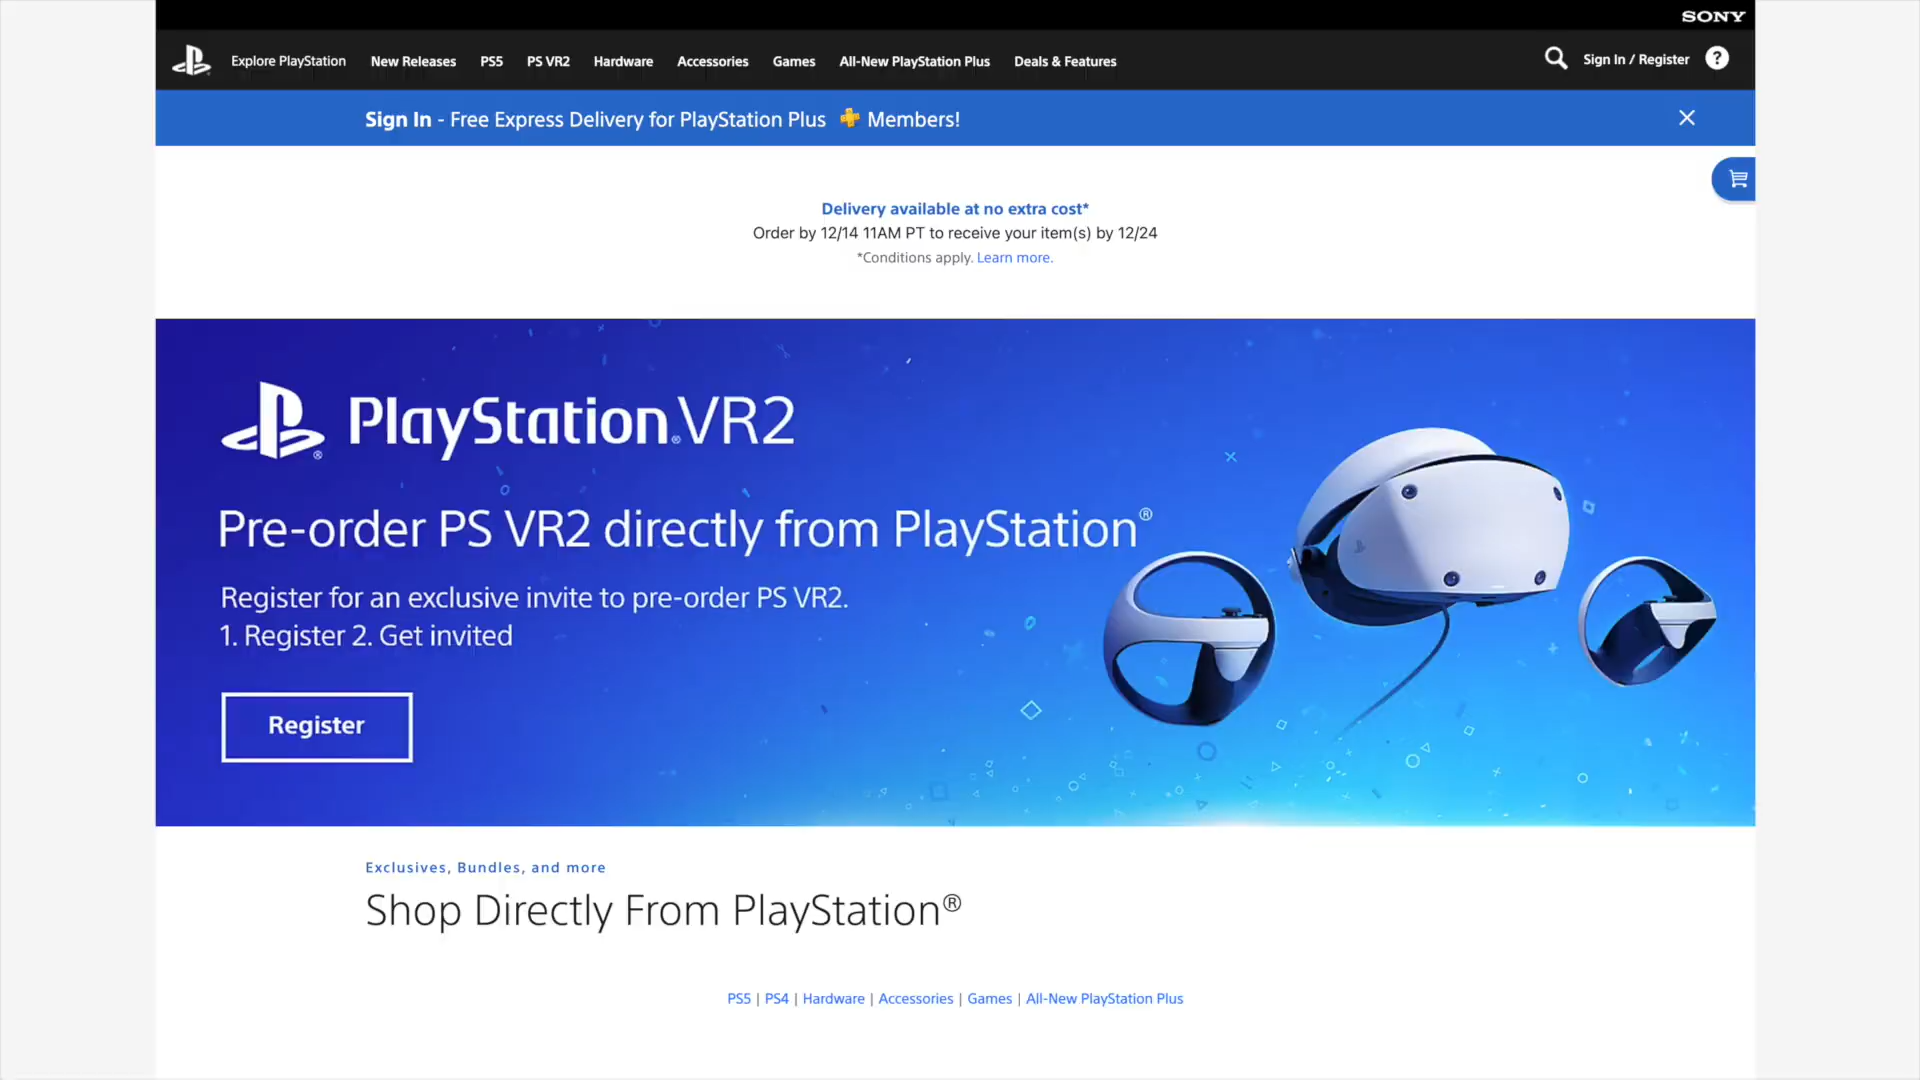 SONY
Explore PlayStation New Releases PS5 PS VR2 Hardware Accessories Games All-New PlayStation Plus Deals & Features Sign In / Register ?
Sign In - Free Express Delivery for PlayStation Plus Members!
Delivery available at no extra cost*
Order by 12/14 11AM PT to receive your item(s) by 12/24
*Conditions apply. Learn more.
PlayStation®VR2
Pre-order PS VR2 directly from PlayStation®
Register for an exclusive invite to pre-order PS VR2.
1. Register 2. Get invited
Register
Exclusives, Bundles, and more
Shop Directly From PlayStation®
PS5 | PS4 | Hardware | Accessories | Games | All-New PlayStation Plus